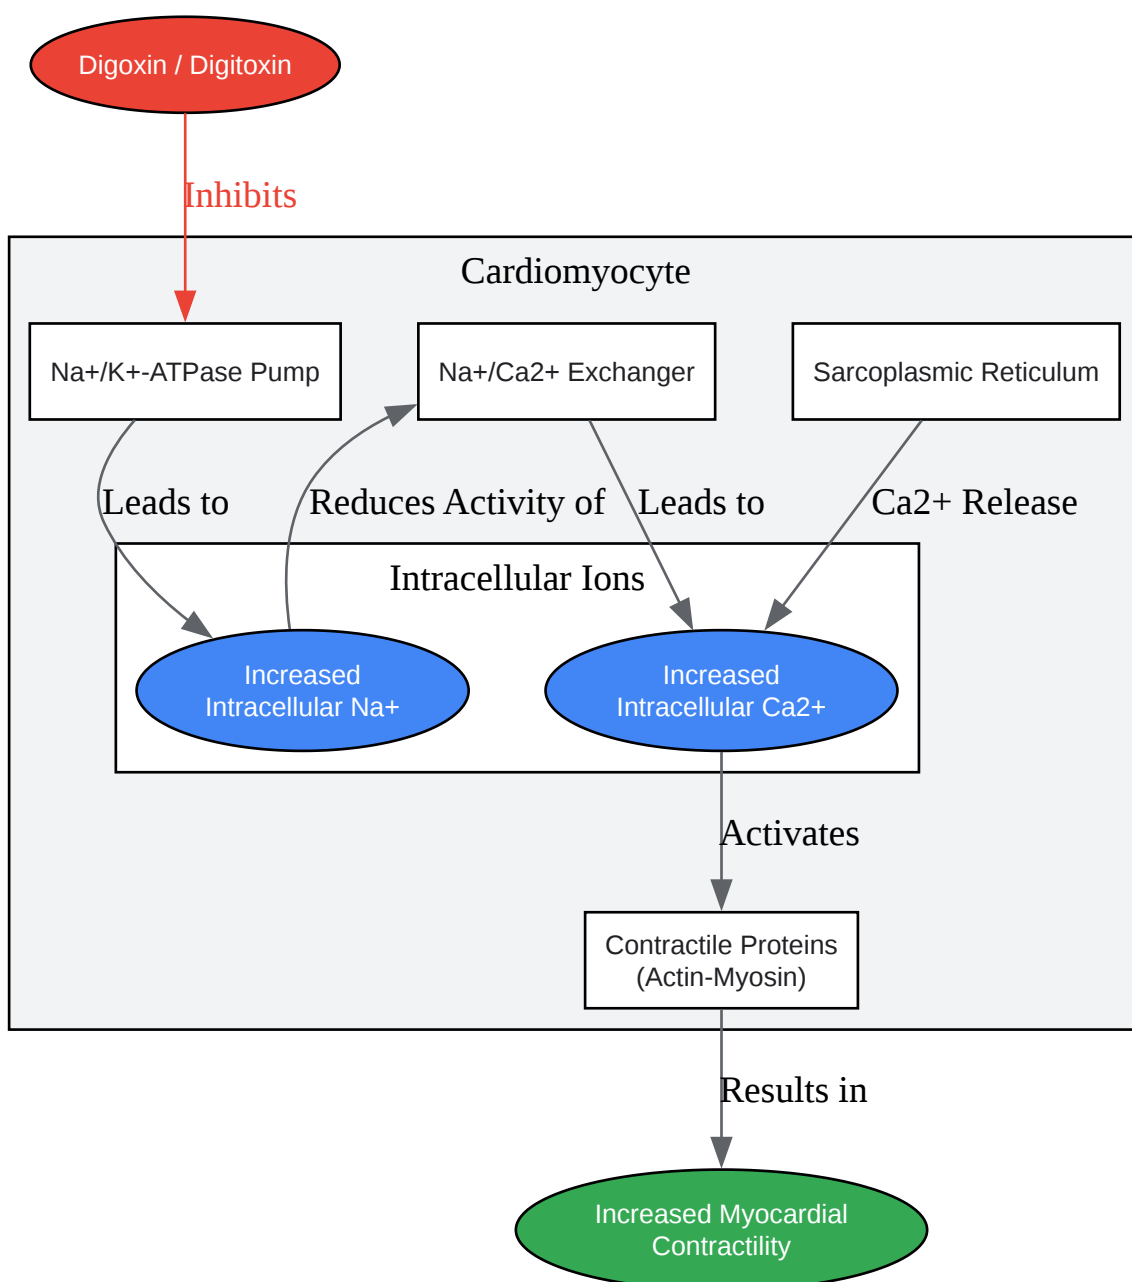 Digoxin / Digitoxin
Inhibits
Cardiomyocyte
Na+/K+-ATPase Pump
Na+/Ca2+ Exchanger
Sarcoplasmic Reticulum
Leads to
Reduces Activity of
Leads to
Ca2+ Release
Intracellular Ions
Increased
Intracellular Na+
Increased
Intracellular Ca2+
Activates
Contractile Proteins
(Actin-Myosin)
Results in
Increased Myocardial
Contractility